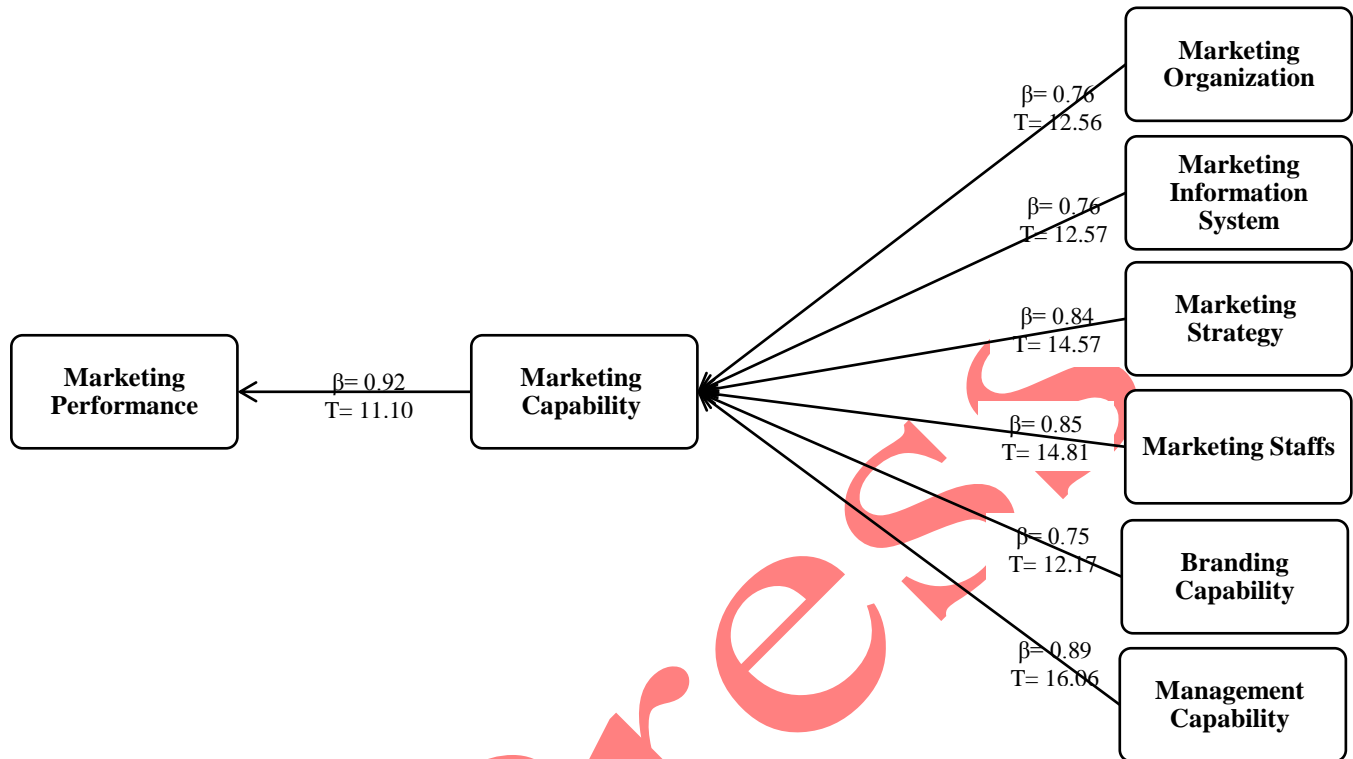 Marketing
Organization
β= 0.76
T= 12.56
Marketing
Information
System
β= 0.76
T= 12.57
Marketing
Strategy
β= 0.84
T= 14.57
Marketing
Performance
β= 0.92
T= 11.10
Marketing
Capability
β= 0.85
T= 14.81
Marketing Staffs
β= 0.75
T= 12.17
Branding
Capability
β= 0.89
T= 16.06
Management
Capability
ress